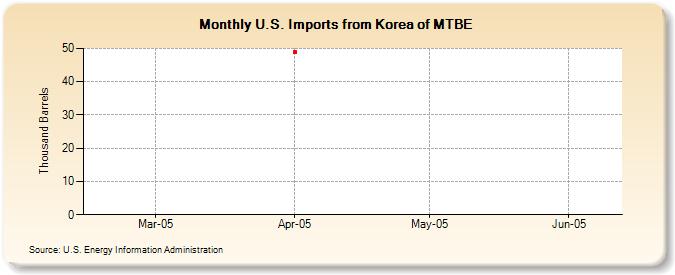 Monthly U.S. Imports from Korea of MTBE
Thousand Barrels
50
40
30
20
10
0
Mar-05 Apr-05 May-05 Jun-05
Source: U.S. Energy Information Administration